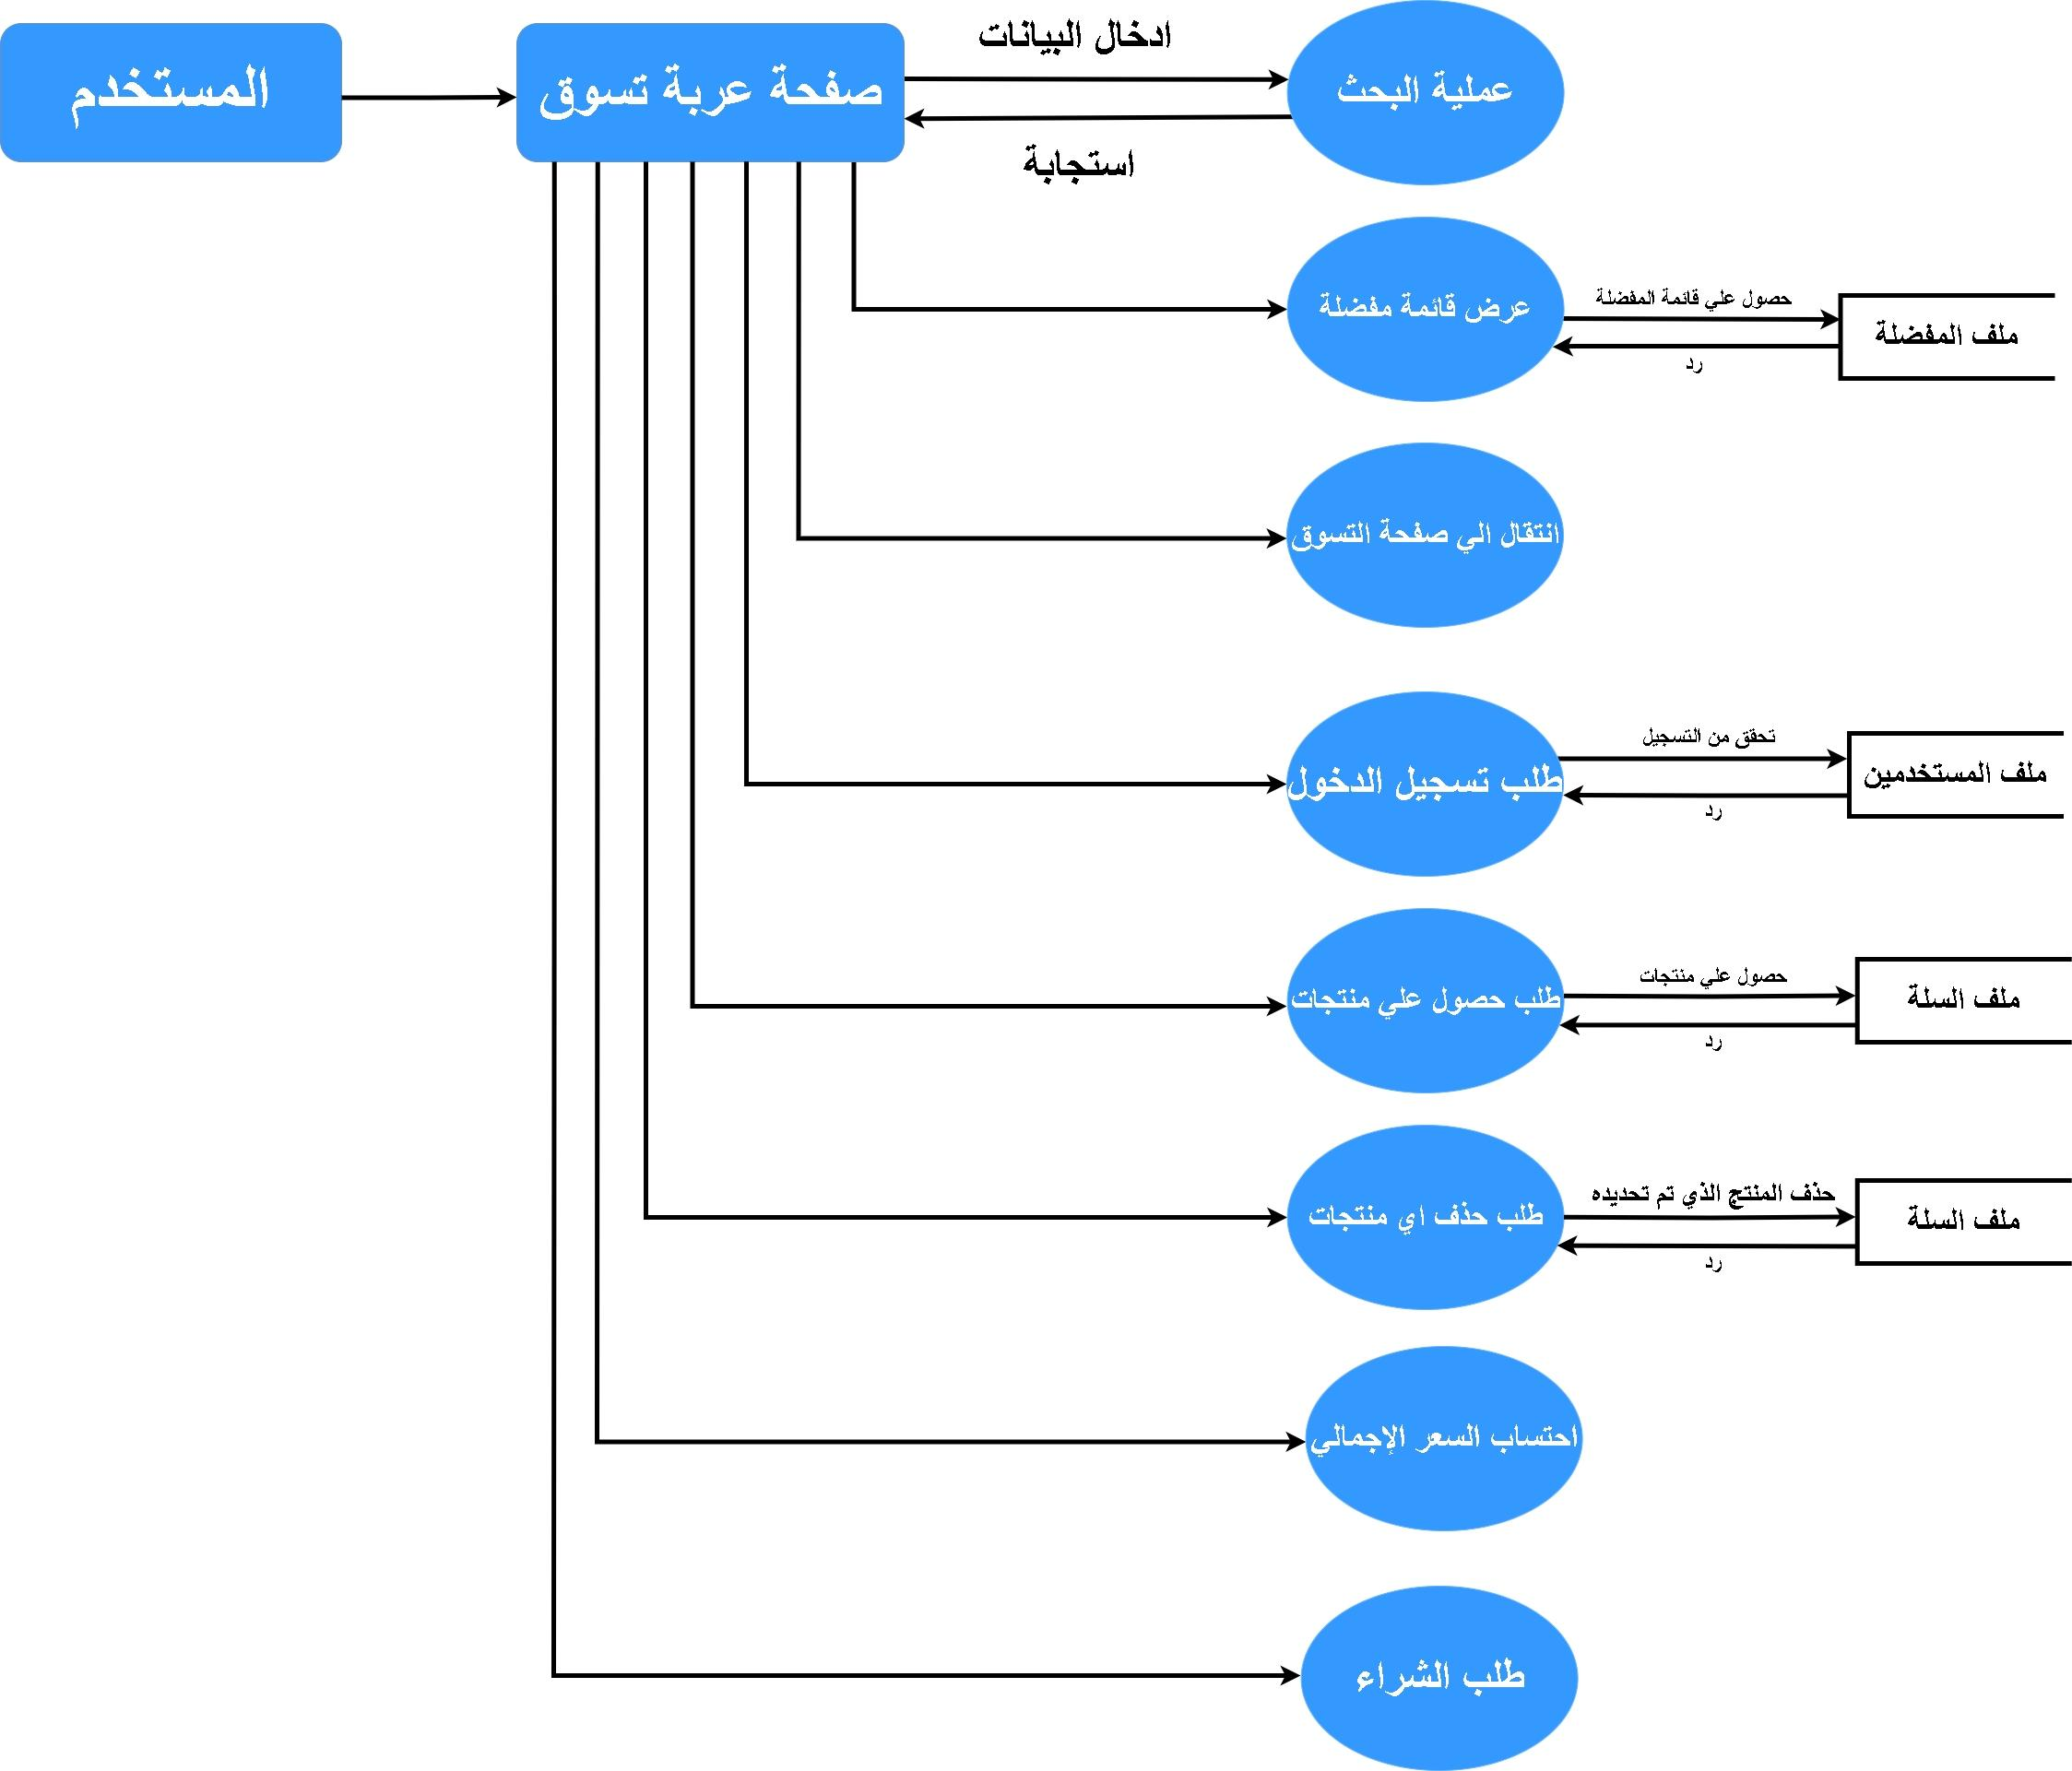 المستخدم
صفحة عربة تسوق
ادخال البيانات
استجابة
عملية البحث
عرض قائمة مفضلة
حصول علي قائمة المفضلة
رد
ملف المفضلة
انتقال الي صفحة التسوق
طلب تسجيل الدخول
تحقق من التسجيل
رد
ملف المستخدمين
طلب حصول علي منتجات
حصول علي منتجات
رد
ملف السلة
طلب حذف اي منتجات
حذف المنتج الذي تم تحديده
رد
ملف السلة
احتساب السعر الإجمالي
طلب الشراء